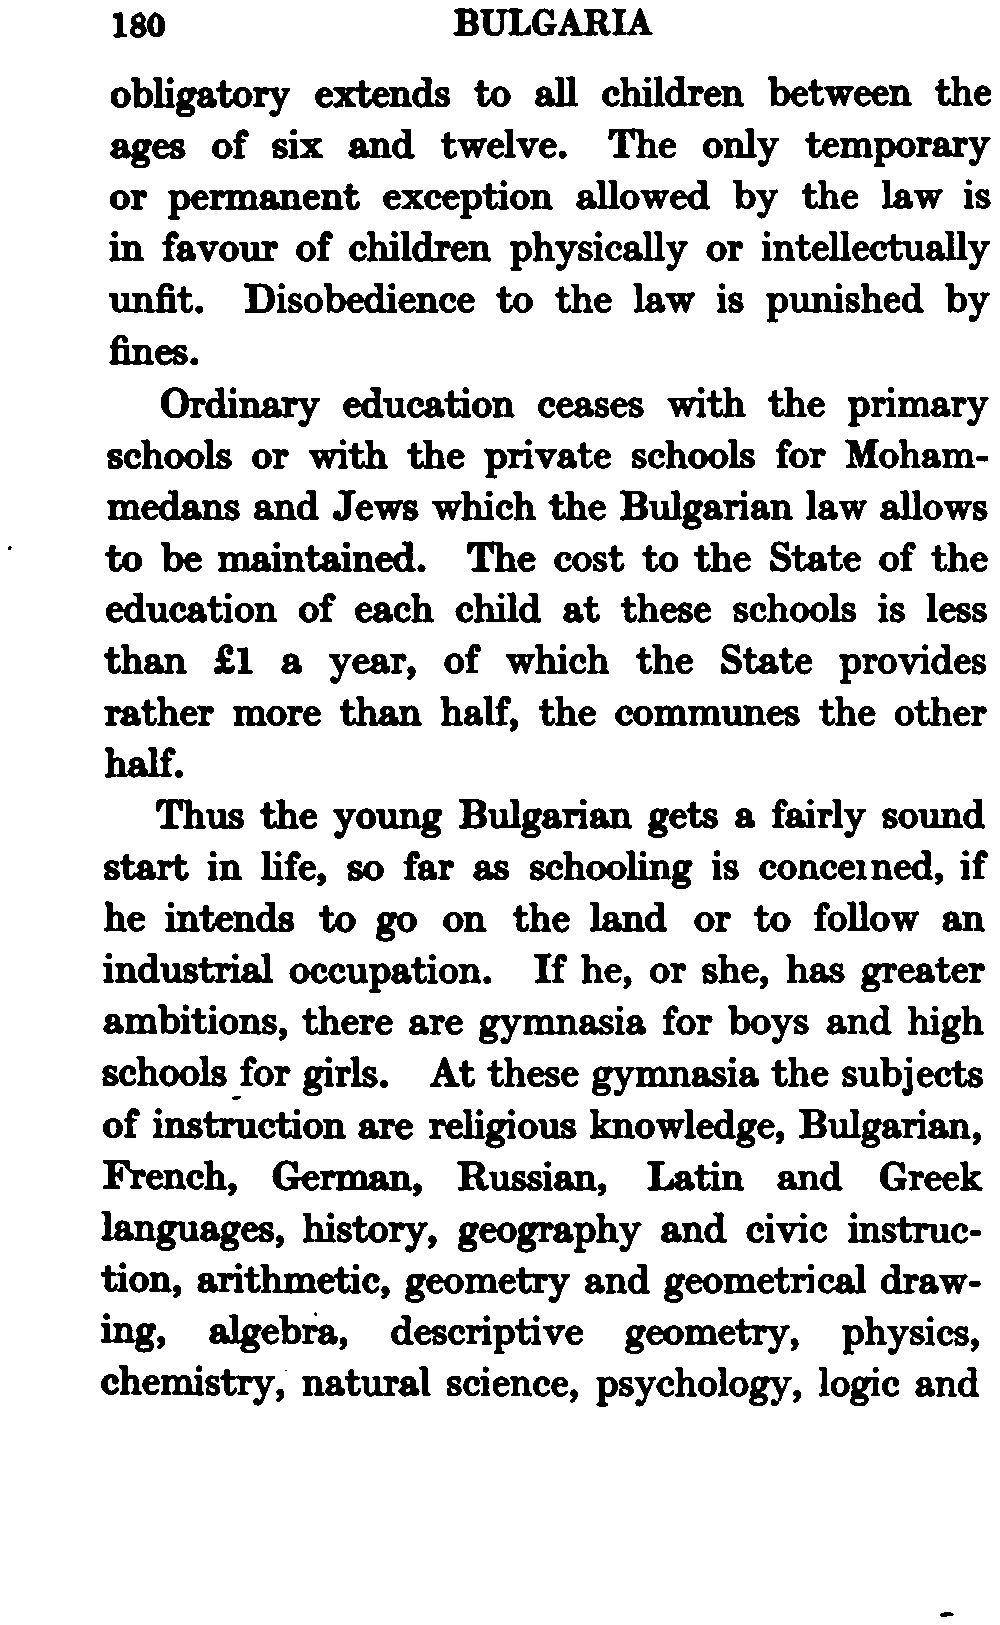 180 BULGARIA
obligatory extends to all children between the
ages of six and twelve. The only temporary
or permanent exception allowed by the law is
in favour of children physically or intellectually
unfit. Disobedience to the law is punished by
fines.
Ordinary education ceases with the primary
schools or with the private schools for Moham-
medans and Jews which the Bulgarian law allows
to be maintained. The cost to the State of the
education of each child at these schools is less
than £1 a year, of which the State provides
rather more than half, the communes the other
half.
Thus the young Bulgarian gets a fairly sound
start in life, so far as schooling is concerned, if
he intends to go on the land or to follow an
industrial occupation. If he, or she, has greater
ambitions, there are gymnasia for boys and high
schools for girls. At these gymnasia the subjects
of instruction are religious knowledge, Bulgarian,
French, German, Russian, Latin and Greek
languages, history, geography and civic instruc-
tion, arithmetic, geometry and geometrical draw-
ing, algebra, descriptive geometry, physics,
chemistry, natural science, psychology, logic and